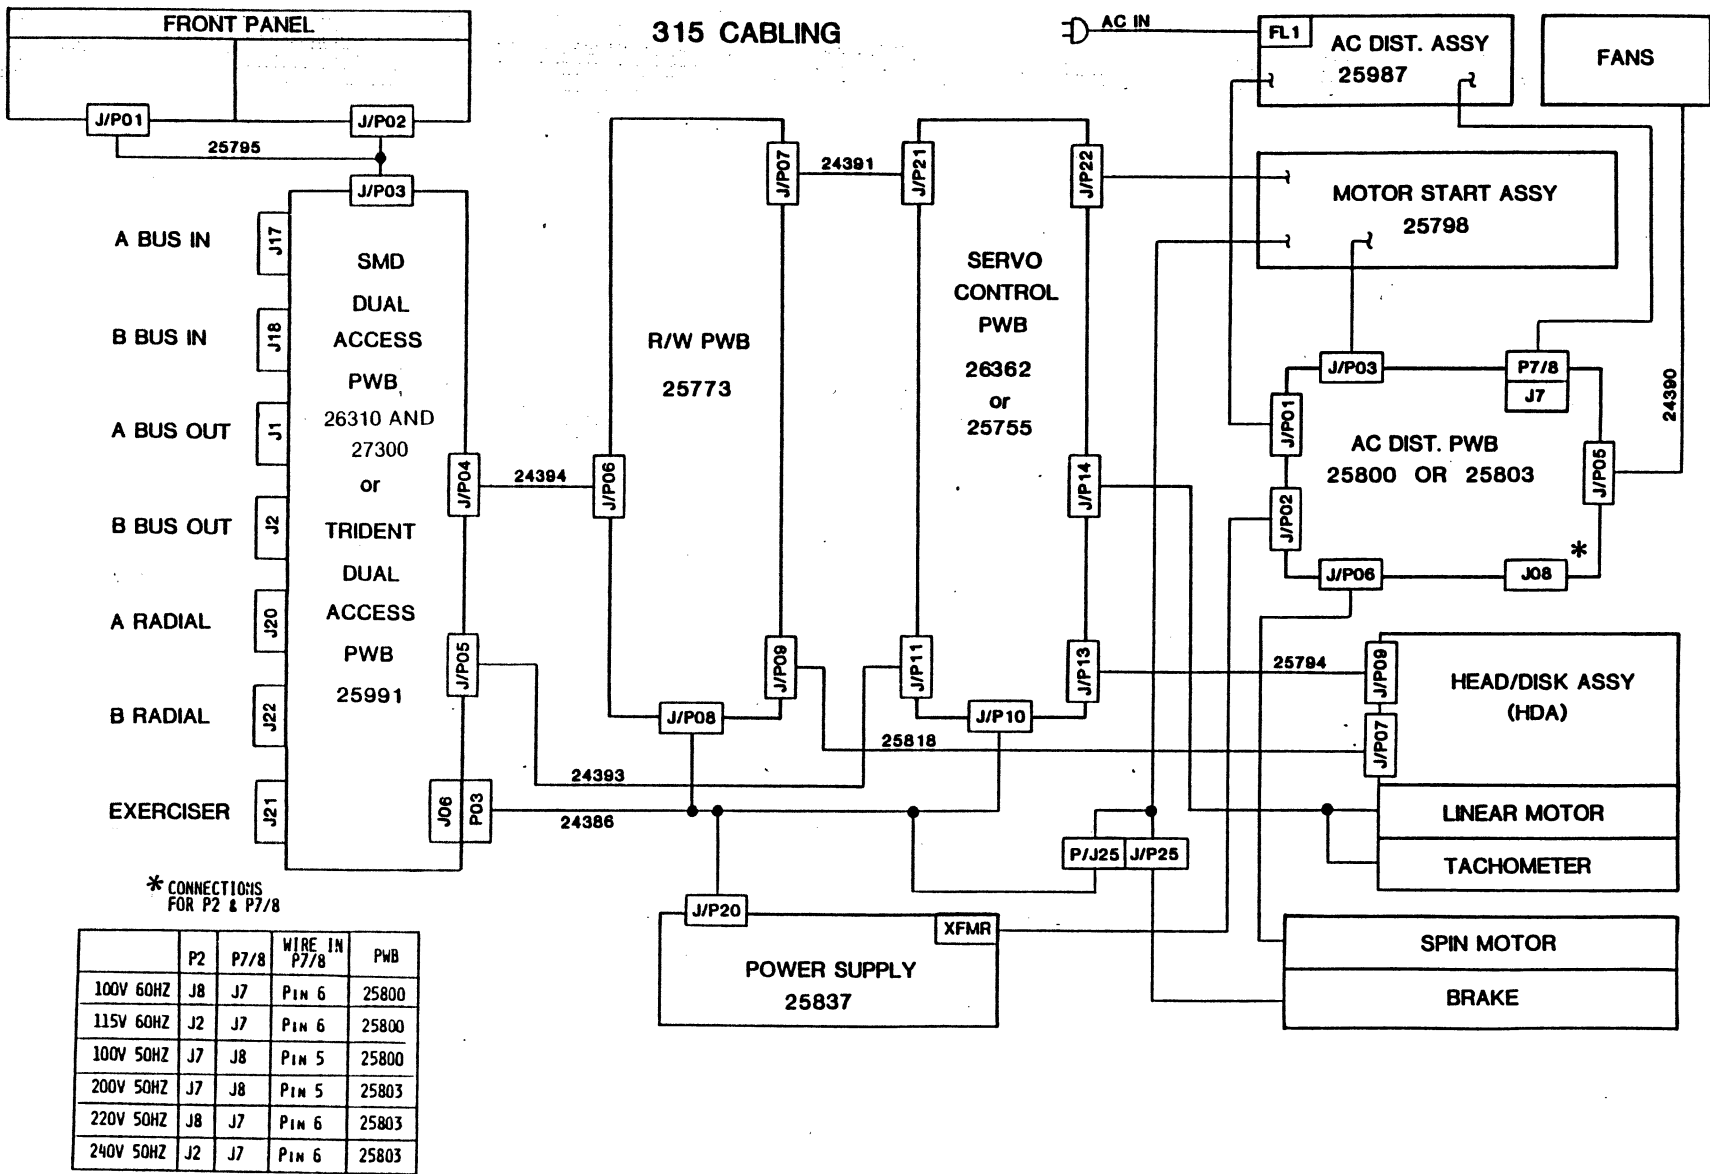 315 CABLING
FRONT PANEL
J/P01
J/P02
25795
J/P03
A BUS IN
J17
B BUS IN
J18
A BUS OUT
J1
B BUS OUT
J2
A RADIAL
J20
B RADIAL
J22
EXERCISER
J21
SMD
DUAL
ACCESS
PWB
26310 AND
27300
or
TRIDENT
DUAL
ACCESS
PWB
25991
J/P04
J/P05
J06
P03
24394
24393
24386
R/W PWB
25773
J/P06
J/P07
J/P08
J/P09
24391
25818
SERVO
CONTROL
PWB
26362
or
25755
J/P21
J/P22
J/P14
J/P11
J/P13
J/P10
25794
AC IN
FL1
AC DIST. ASSY
25987
FANS
MOTOR START ASSY
25798
24390
J/P03
P7/8
J7
J/P01
J/P02
J/P05
AC DIST. PWB
25800 OR 25803
J/P06
J08
*
J/P09
J/P07
HEAD/DISK ASSY
(HDA)
LINEAR MOTOR
TACHOMETER
P/J25
J/P25
SPIN MOTOR
BRAKE
J/P20
XFMR
POWER SUPPLY
25837
* CONNECTIONS
FOR P2 & P7/8
P2 P7/8 WIRE IN P7/8 PWB
100V 60HZ J8 J7 PIN 6 25800
115V 60HZ J2 J7 PIN 6 25800
100V 50HZ J7 J8 PIN 5 25800
200V 50HZ J7 J8 PIN 5 25803
220V 50HZ J8 J7 PIN 6 25803
240V 50HZ J2 J7 PIN 6 25803